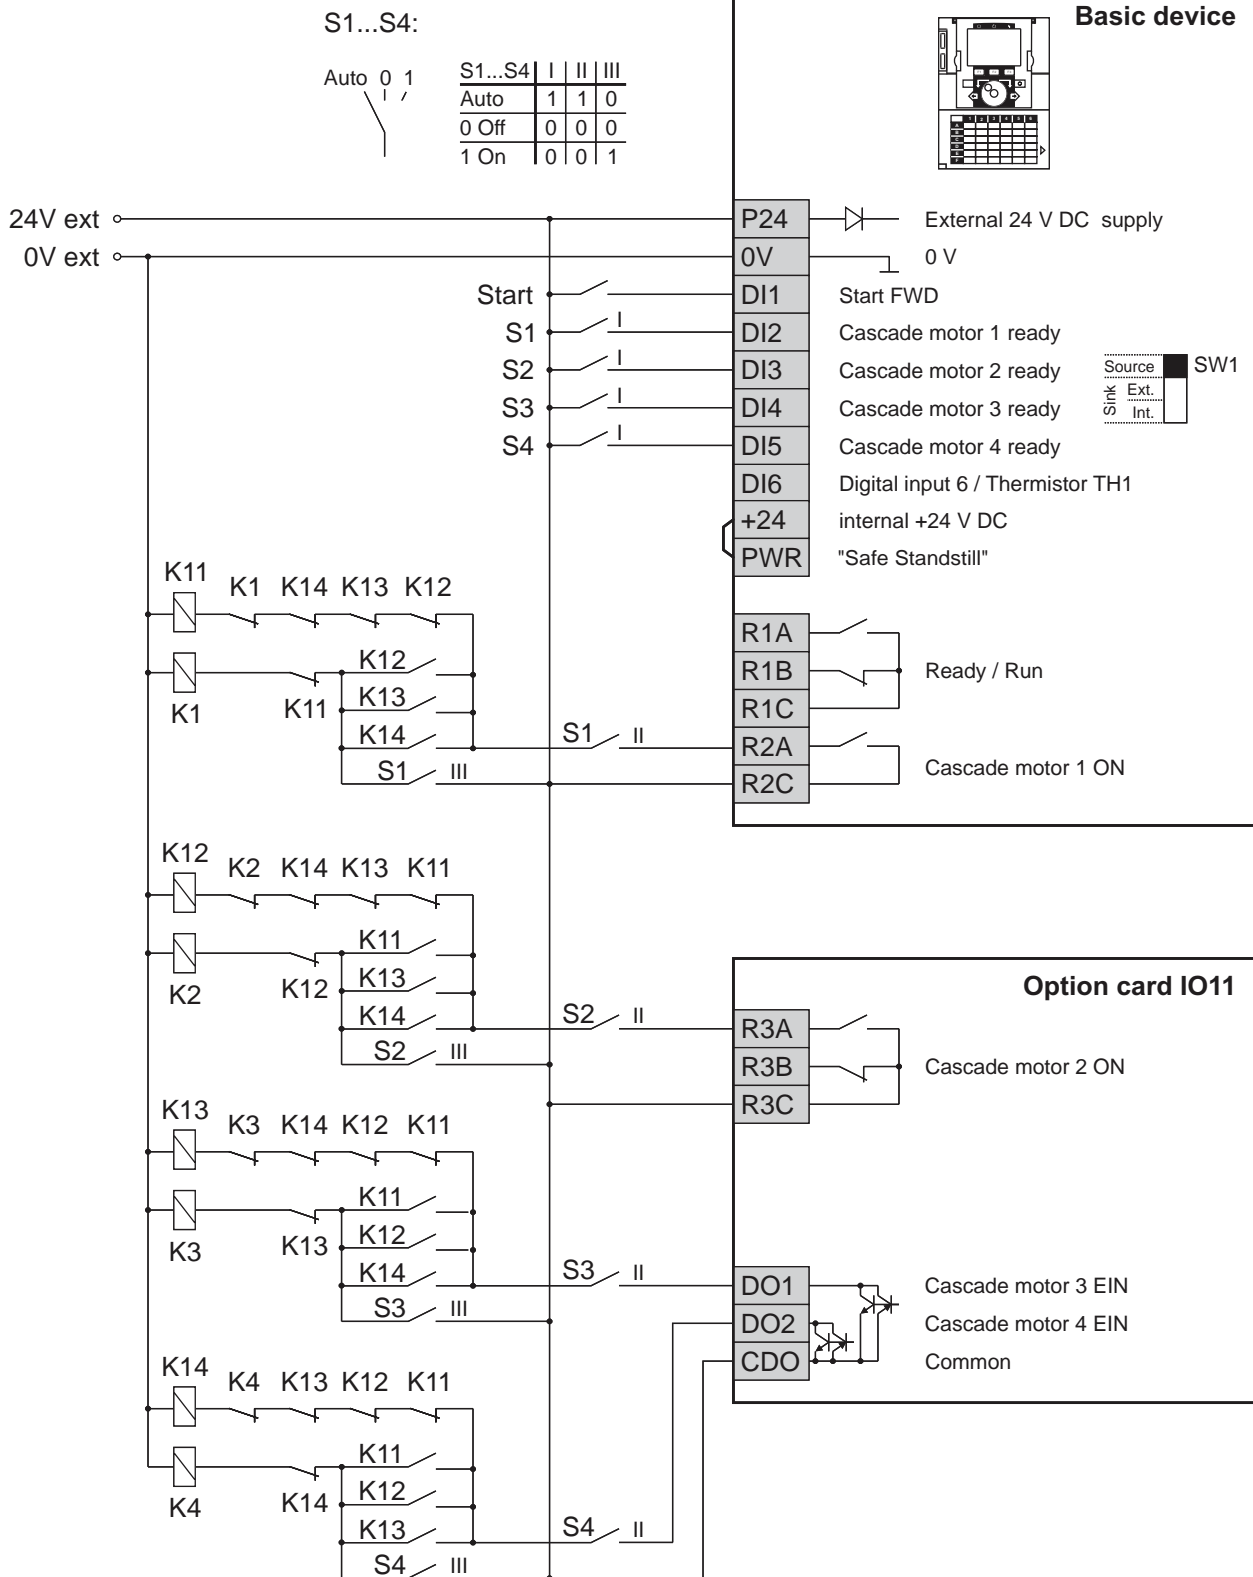 S1...S4:
Basic device
Auto 0 1
S1...S4 I II III
Auto 1 1 0
0 Off 0 0 0
1 On 0 0 1
1 2 3 4 5 6
24V ext P24 External 24 V DC supply
0V ext 0V 0 V
Start DI1 Start FWD
S1 I DI2 Cascade motor 1 ready
S2 I DI3 Cascade motor 2 ready
S3 I DI4 Cascade motor 3 ready
S4 I DI5 Cascade motor 4 ready
Source SW1
Sink Ext.
Int.
DI6 Digital input 6 / Thermistor TH1
+24 internal +24 V DC
PWR "Safe Standstill"
K11 K1 K14 K13 K12
R1A
R1B Ready / Run
R1C
K1 K11 K12
K13
K14 S1 II R2A
Cascade motor 1 ON
S1 III R2C
K12 K2 K14 K13 K11
K2 K12 K11
K13
K14 S2 II
S2 III
Option card IO11
R3A
R3B Cascade motor 2 ON
R3C
K13 K3 K14 K12 K11
K3 K13 K11
K12
K14 S3 II DO1 Cascade motor 3 EIN
S3 III DO2 Cascade motor 4 EIN
CDO Common
K14 K4 K13 K12 K11
K4 K14 K11
K12
K13 S4 II
S4 III